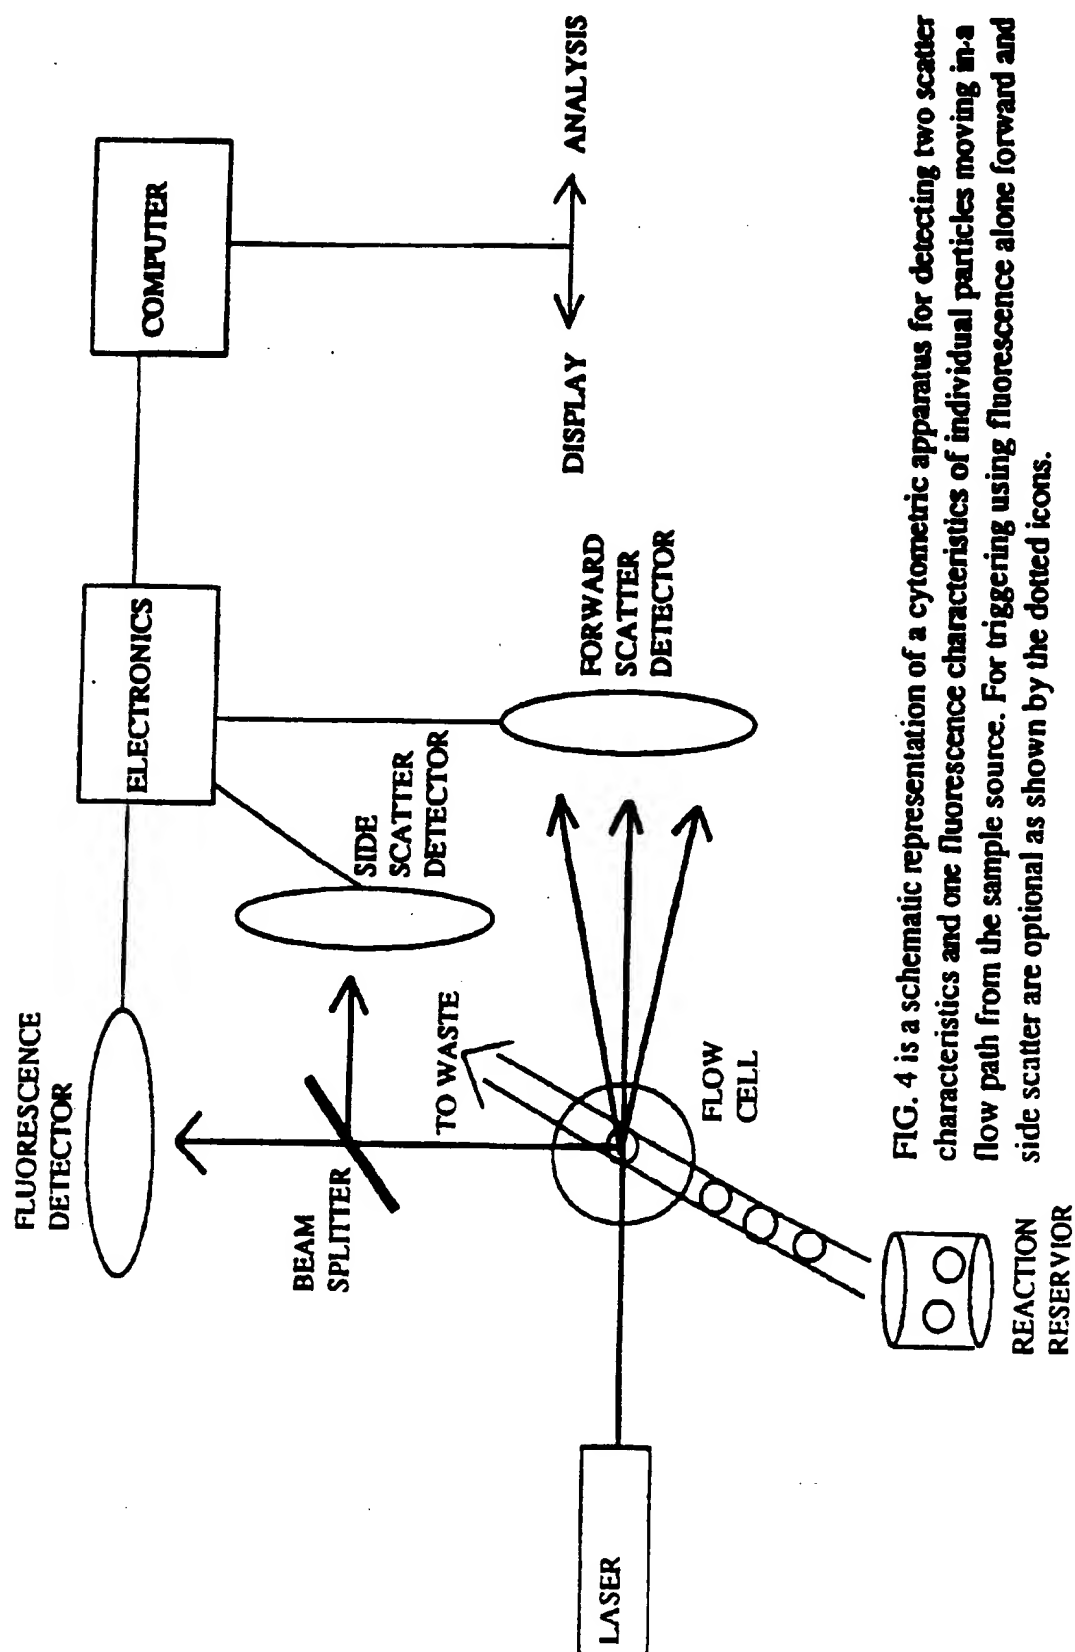 FLUORESCENCE
DETECTOR
ELECTRONICS
COMPUTER
BEAM
SPLITTER
SIDE
SCATTER
DETECTOR
TO WASTE
LASER
FLOW
CELL
FORWARD
SCATTER
DETECTOR
DISPLAY
ANALYSIS
REACTION
RESERVIOR
FIG. 4 is a schematic representation of a cytometric apparatus for detecting two scatter
characteristics and one fluorescence characteristics of individual particles moving in a
flow path from the sample source. For triggering using fluorescence alone forward and
side scatter are optional as shown by the dotted icons.